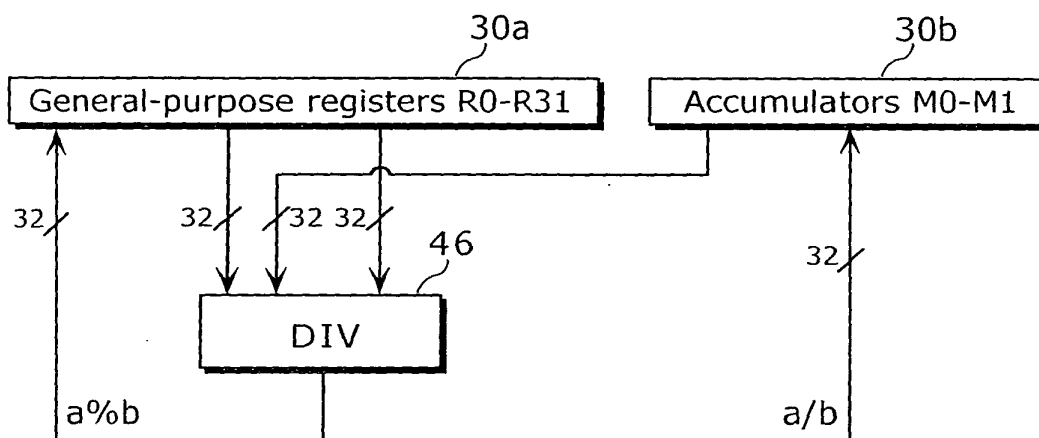 30a
30b
General-purpose registers R0-R31
Accumulators M0-M1
32
32
32
32
32
46
DIV
a%b
a/b